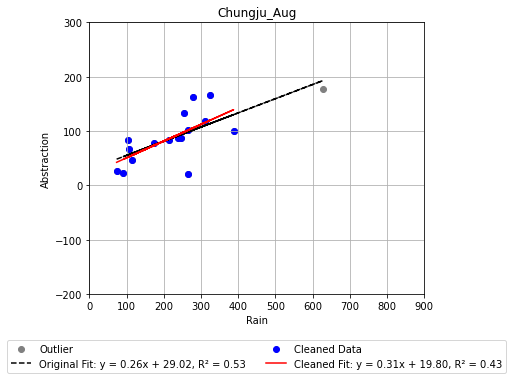 Chungju_Aug
300
200
100
0
−100
−200
Abstraction
0 100 200 300 400 500 600 700 800 900
Rain
Outlier
Original Fit: y = 0.26x + 29.02, R² = 0.53
Cleaned Data
Cleaned Fit: y = 0.31x + 19.80, R² = 0.43